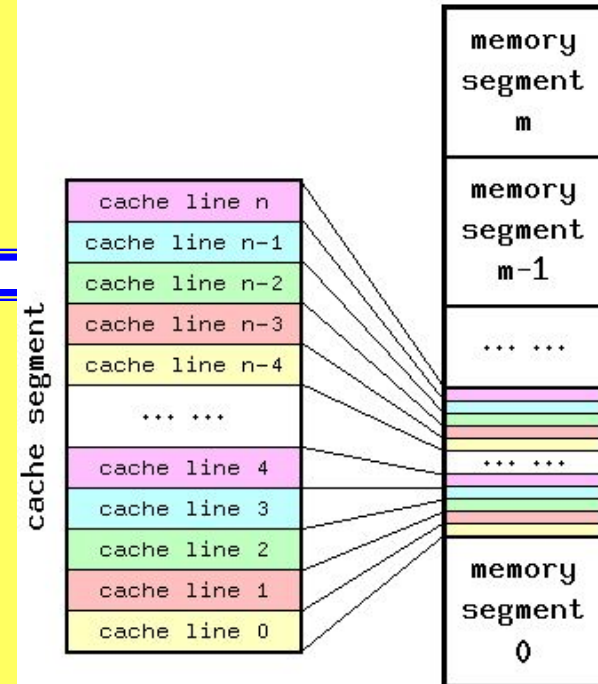 cache segment
cache line n
cache line n-1
cache line n-2
cache line n-3
cache line n-4
... ...
cache line 4
cache line 3
cache line 2
cache line 1
cache line 0
memory
segment
m
memory
segment
m-1
... ...
... ...
memory
segment
0